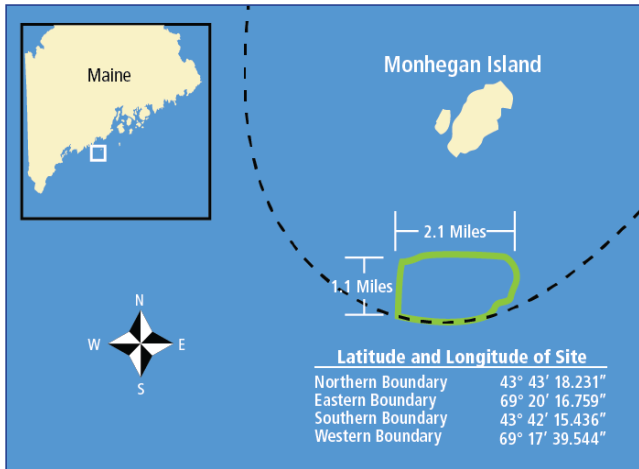 Maine
Monhegan Island
2.1 Miles
1.1 Miles
N
W E
S
Latitude and Longitude of Site
Northern Boundary 43° 43’ 18.231”
Eastern Boundary 69° 20’ 16.759”
Southern Boundary 43° 42’ 15.436”
Western Boundary 69° 17’ 39.544”